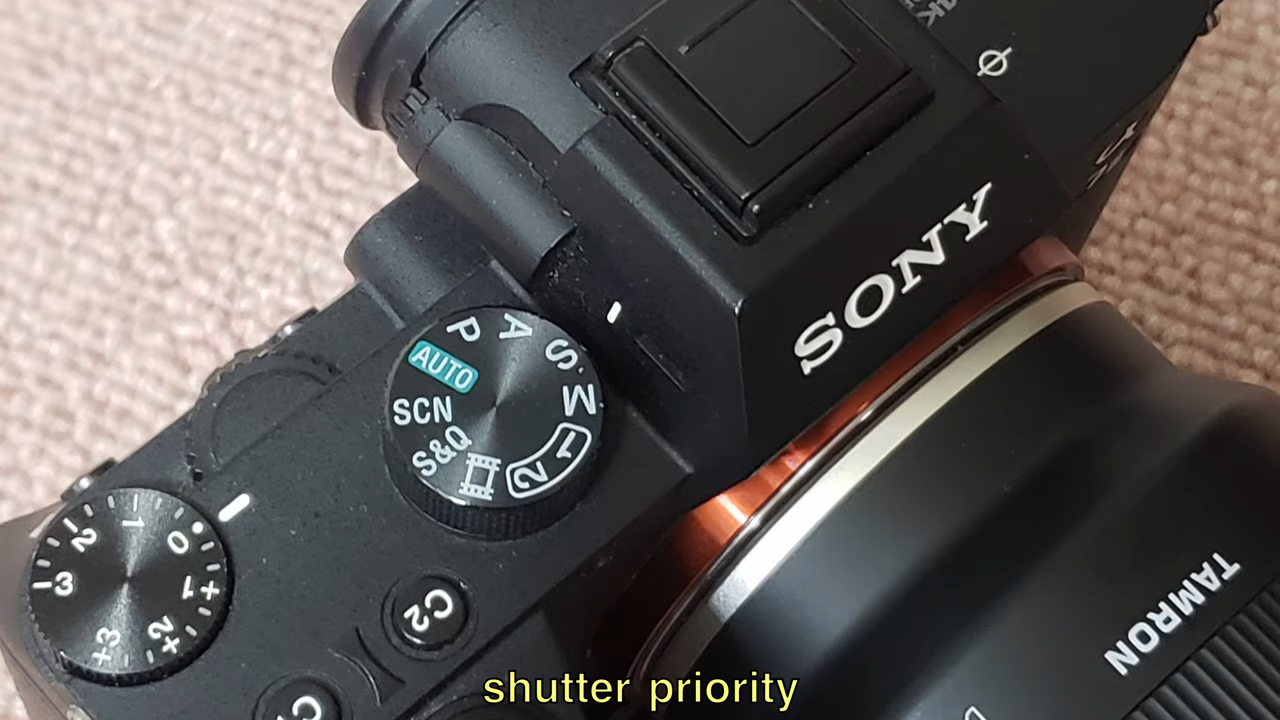 SONY
P
A
S
M
AUTO
SCN
S&Q
1
2
3
2
1
0
+1
+2
+3
C2
TAMRON
shutter priority